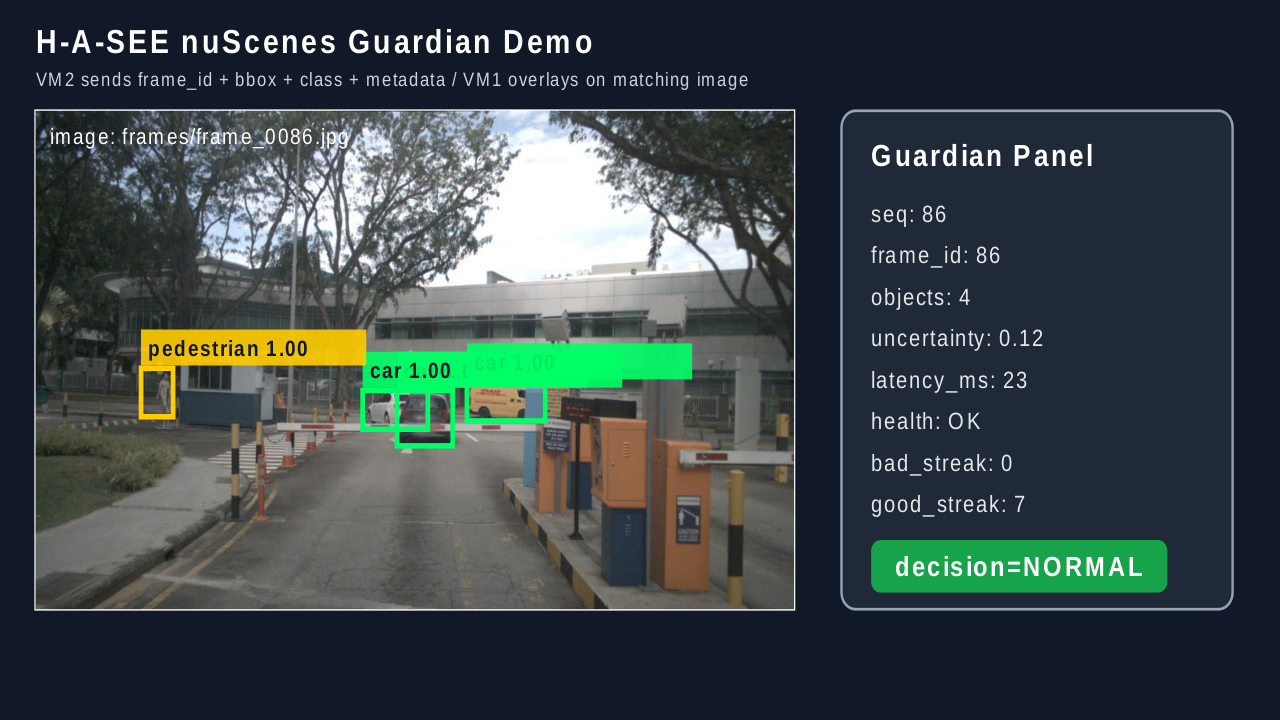 H-A-SEE nuScenes Guardian Demo
VM2 sends frame_id + bbox + class + metadata / VM1 overlays on matching image
image: frames/frame_0086.jpg
pedestrian 1.00
car 1.00
car 1.00
Guardian Panel
seq: 86
frame_id: 86
objects: 4
uncertainty: 0.12
latency_ms: 23
health: OK
bad_streak: 0
good_streak: 7
decision=NORMAL